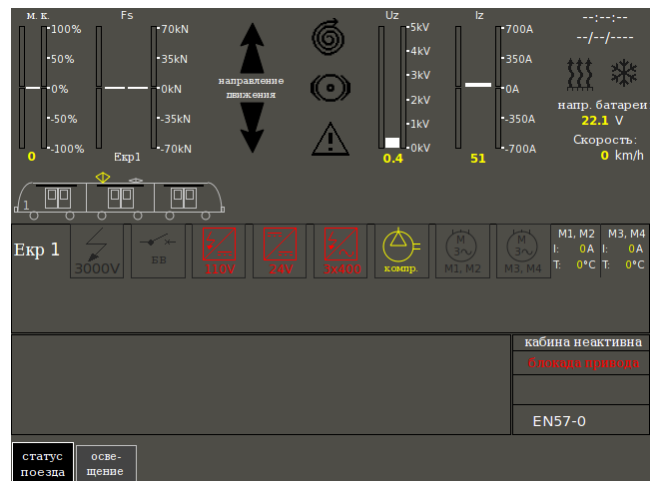 м. к.
Fs
100%
50%
0%
-50%
-100%
0
70kN
35kN
0kN
-35kN
-70kN
Екр1
направление
движения
Uz
5kV
4kV
3kV
2kV
1kV
0kV
0.4
Iz
700A
350A
0A
-350A
-700A
51
--:--:--
--/--/----
напр. батареи
22.1 V
Скорость:
0 km/h
1
Екр 1
3000V
БВ
110V
24V
3x400
компр.
M
3~
M1, M2
M
3~
M3, M4
M1, M2 M3, M4
I: 0A I: 0A
T: 0°C T: 0°C
кабина неактивна
блокада привода
EN57-0
статус
поезда
осве-
щение